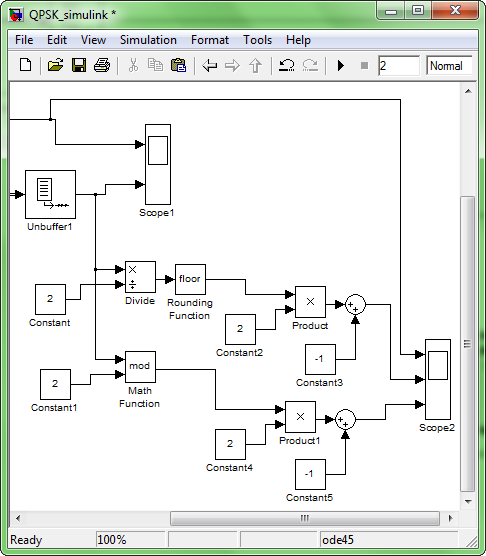 QPSK_simulink *
File Edit View Simulation Format Tools Help
2 Normal
Scope1
Unbuffer1
×
÷
floor
2
Divide
Rounding
Function
Constant
×
2
Product
Constant2
mod
-1
2
Math
Function
Constant3
Constant1
×
Scope2
2
Product1
Constant4
-1
Constant5
Ready 100% ode45